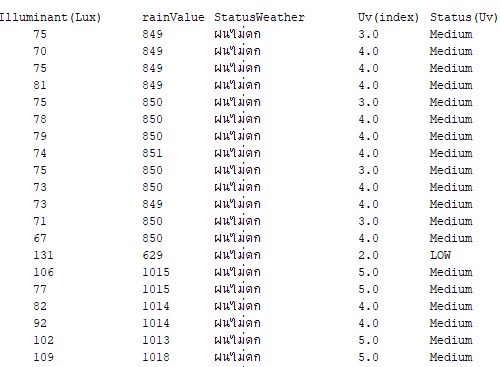 Illuminant(Lux) rainValue StatusWeather Uv(index) Status(Uv)
75 849 ฝนไม่ตก 3.0 Medium
70 849 ฝนไม่ตก 4.0 Medium
75 849 ฝนไม่ตก 4.0 Medium
81 849 ฝนไม่ตก 4.0 Medium
75 850 ฝนไม่ตก 3.0 Medium
78 850 ฝนไม่ตก 4.0 Medium
79 850 ฝนไม่ตก 4.0 Medium
74 851 ฝนไม่ตก 4.0 Medium
75 850 ฝนไม่ตก 3.0 Medium
73 850 ฝนไม่ตก 4.0 Medium
73 849 ฝนไม่ตก 4.0 Medium
71 850 ฝนไม่ตก 3.0 Medium
67 850 ฝนไม่ตก 4.0 Medium
131 629 ฝนไม่ตก 2.0 LOW
106 1015 ฝนไม่ตก 5.0 Medium
77 1015 ฝนไม่ตก 5.0 Medium
82 1014 ฝนไม่ตก 4.0 Medium
92 1014 ฝนไม่ตก 4.0 Medium
102 1013 ฝนไม่ตก 5.0 Medium
109 1018 ฝนไม่ตก 5.0 Medium